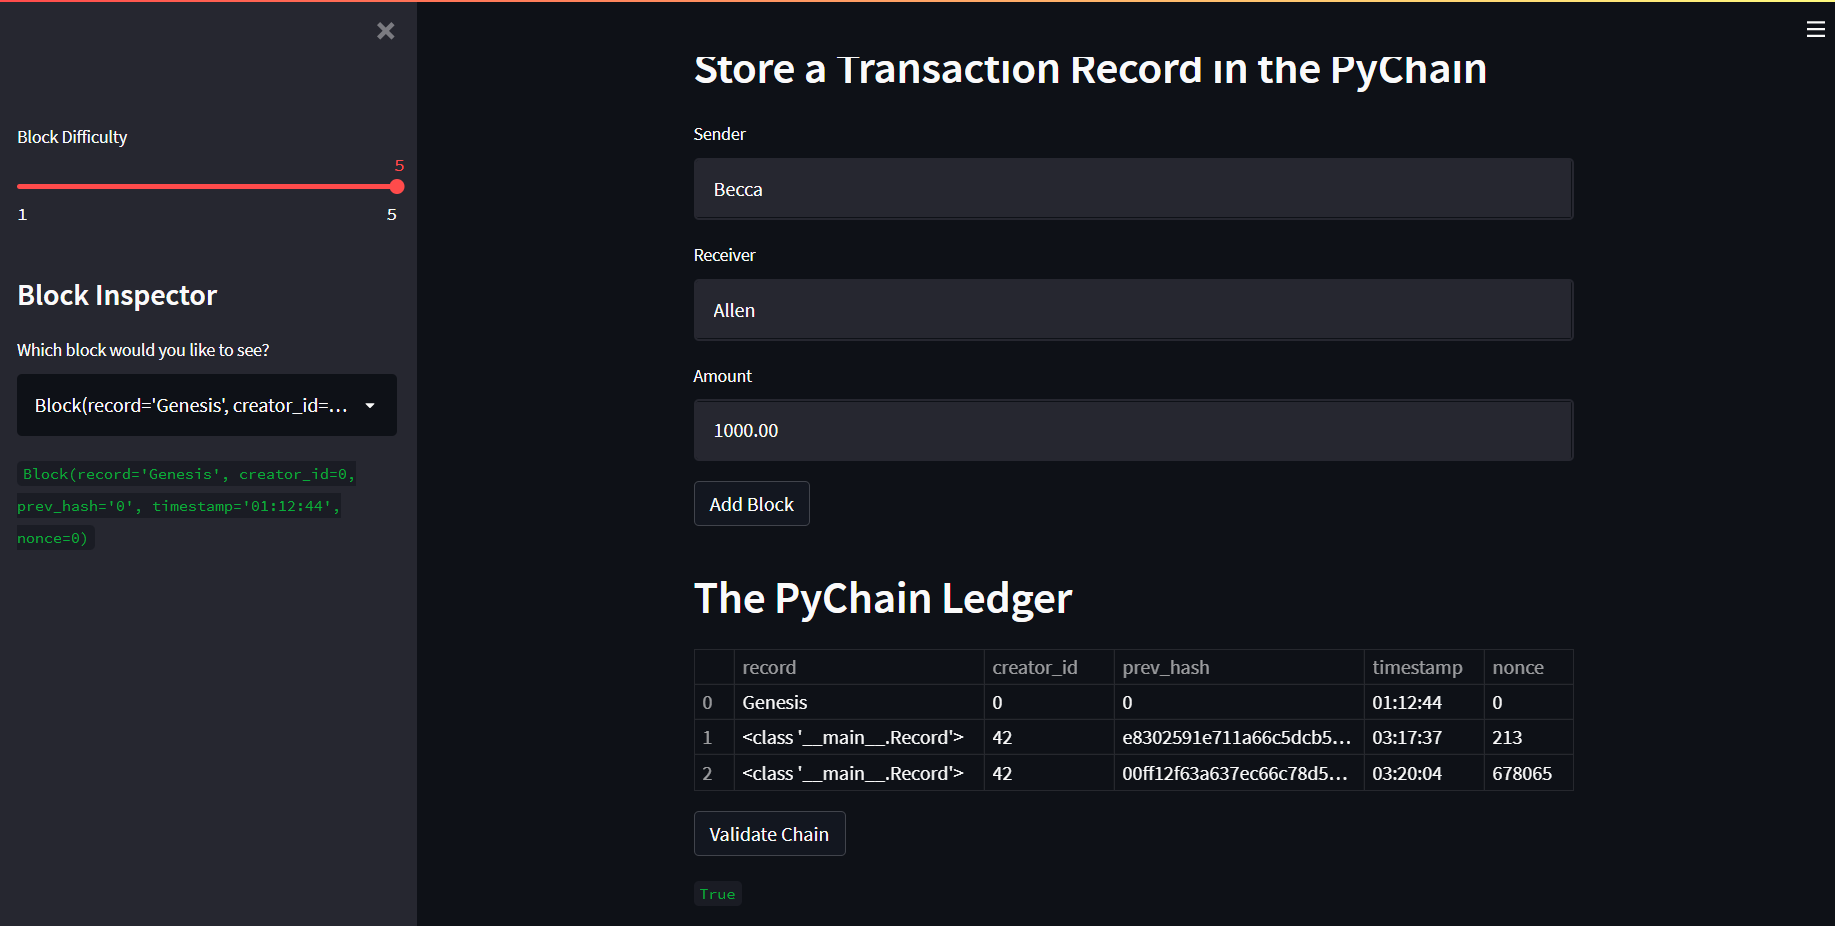 Block Difficulty
5
1 5
Block Inspector
Which block would you like to see?
Block(record='Genesis', creator_id=...
Block(record='Genesis', creator_id=0,
prev_hash='0', timestamp='01:12:44',
nonce=0)
Store a Transaction Record in the PyChain
Sender
Becca
Receiver
Allen
Amount
1000.00
Add Block
The PyChain Ledger
record creator_id prev_hash timestamp nonce
0 Genesis 0 0 01:12:44 0
1 <class '__main__.Record'> 42 e8302591e711a66c5dcb5... 03:17:37 213
2 <class '__main__.Record'> 42 00ff12f63a637ec66c78d5... 03:20:04 678065
Validate Chain
True